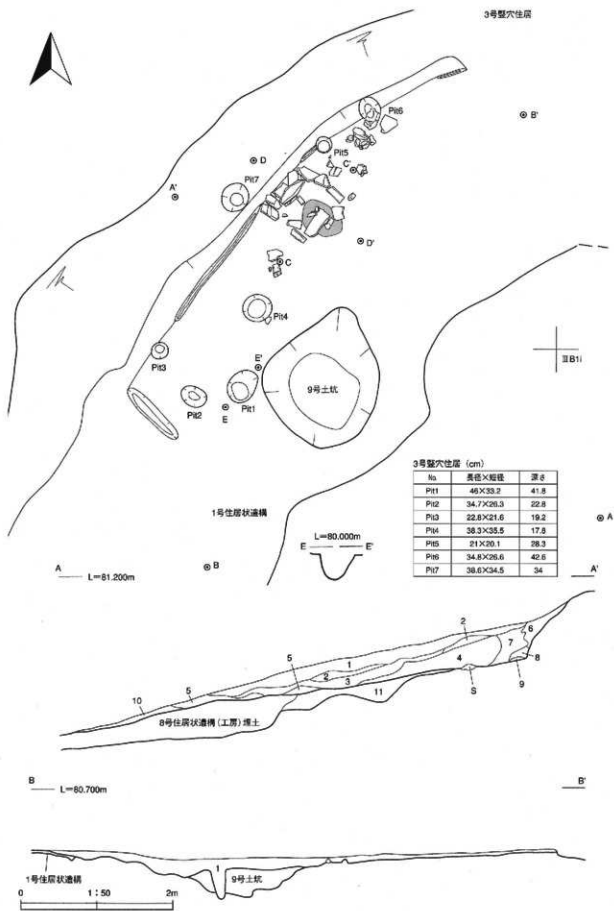 3号竪穴住居
Pit6
B'
Pit5
D
C'
A'
Pit7
D'
C
Pit4
ⅢB1i
Pit3
E'
9号土坑
Pit2
Pit1
E
3号竪穴住居 (cm)
No. 長径×短径 深さ
Pit1 46×33.2 41.8
Pit2 34.7×26.3 22.8
Pit3 22.8×21.6 19.2
Pit4 38.3×35.5 17.8
Pit5 21×20.1 28.3
Pit6 34.8×26.6 42.6
Pit7 38.6×34.5 34
1号住居状遺構
L=80.000m
E E'
A
B
A L=81.200m A'
2
6
1
7
2
4
8
5
3
9
5
S
10
11
8号住居状遺構(工房)埋土
B B'
L=80.700m
1
1号住居状遺構
9号土坑
0 1:50 2m